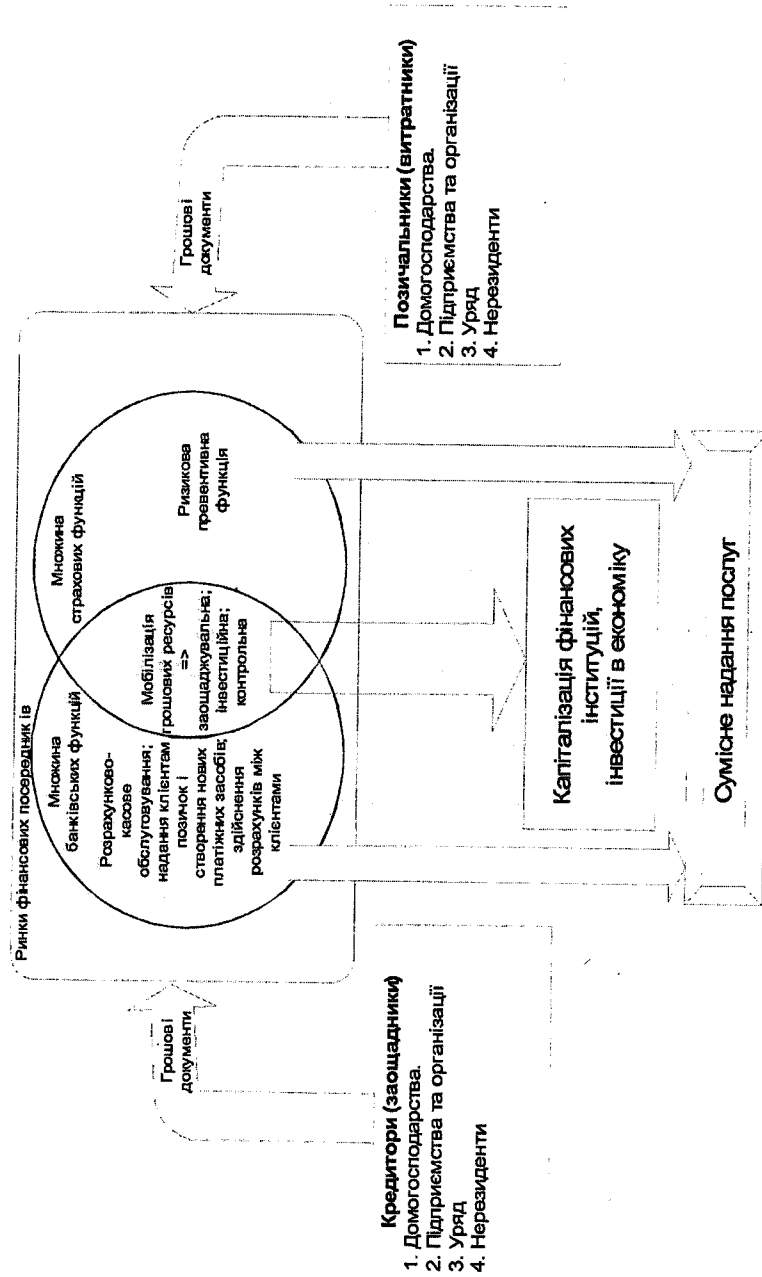 Ринки фінансових посередник ів
Множина
банківських функцій
Розрахунково-
касове
обслуговування;
надання клієнтам
позичок і
створення нових
платіжних засобів;
здійснення
розрахунків між
клієнтами
Мобілізація
грошових ресурсів
=>
заощаджувальна;
інвестиційна;
контрольна
Множина
страхових функцій
Ризикова
превентивна
функція
Грошові
документи
Грошові
документи
Кредитори (заощадники)
1. Домогосподарства.
2. Підприємства та організації
3. Уряд
4. Нерезиденти
Позичальники (витратники)
1. Домогосподарства.
2. Підприємства та організації
3. Уряд
4. Нерезиденти
Капіталізація фінансових
інституцій,
інвестиції в економіку
Сумісне надання послуг